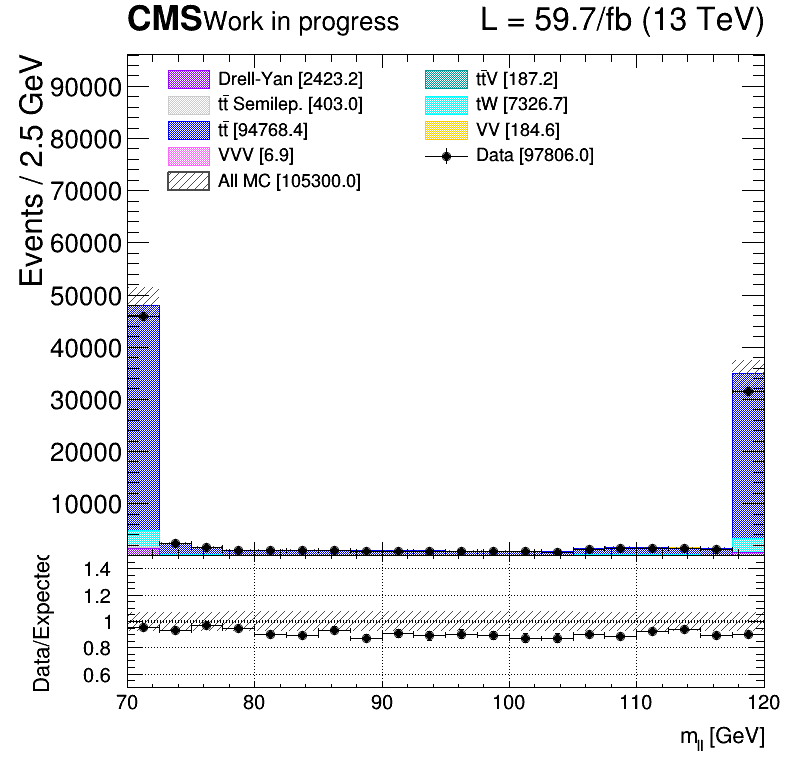 CMS Work in progress L = 59.7/fb (13 TeV)
Events / 2.5 GeV
90000
80000
70000
60000
50000
40000
30000
20000
10000
Drell-Yan [2423.2]
tt̄ Semilep. [403.0]
tt̄ [94768.4]
VVV [6.9]
All MC [105300.0]
tt̄V [187.2]
tW [7326.7]
VV [184.6]
Data [97806.0]
Data/Expected
1.4
1.2
1
0.8
0.6
70 80 90 100 110 120
m_ll [GeV]